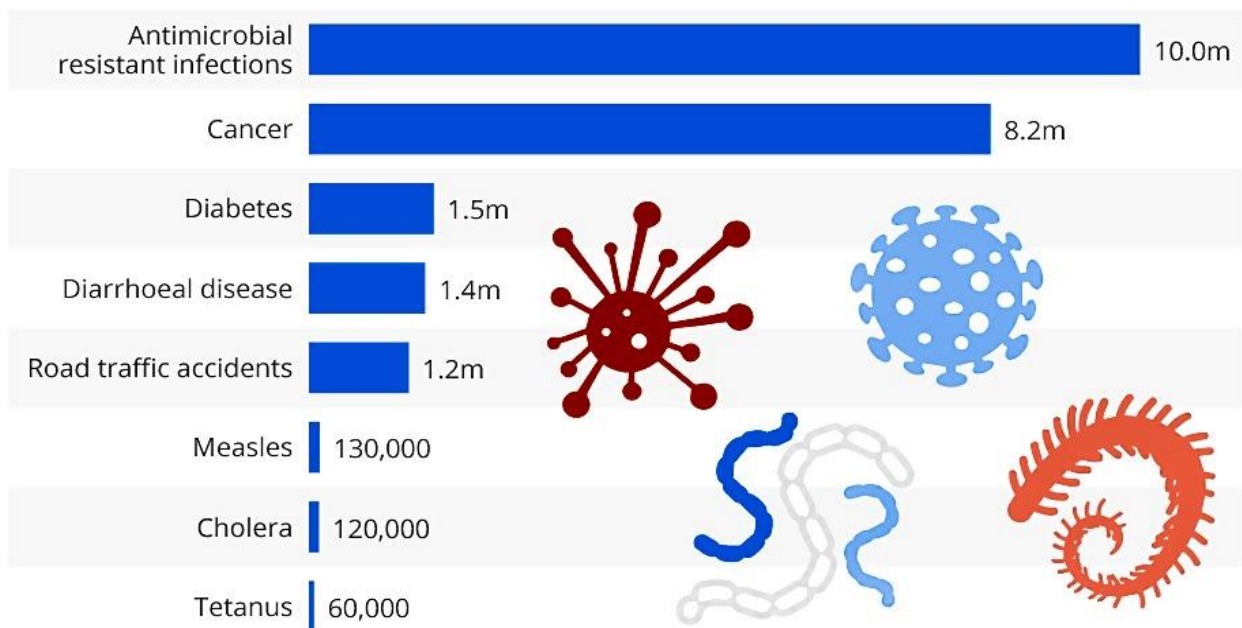 Antimicrobial
resistant infections
10.0m
Cancer
8.2m
Diabetes
1.5m
Diarrhoeal disease
1.4m
Road traffic accidents
1.2m
Measles
130,000
Cholera
120,000
Tetanus
60,000